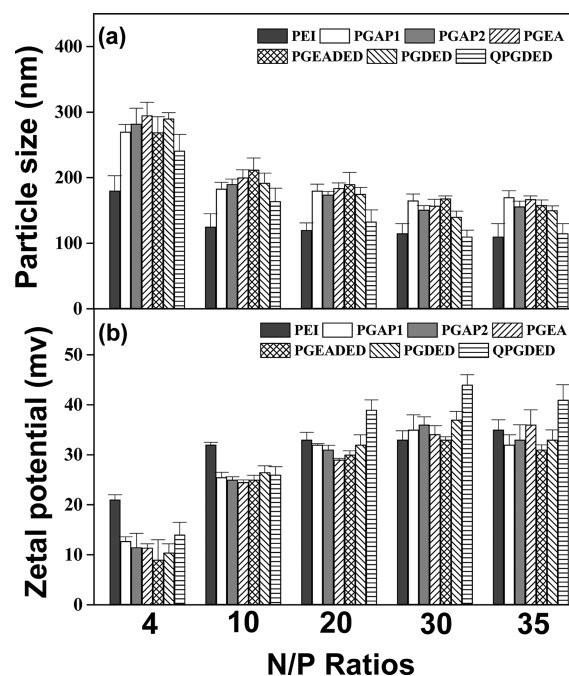 (a)
PEI PGAP1 PGAP2 PGEA
PGEADED PGDED QPGDED
400
300
200
100
0
Particle size (nm)
(b)
PEI PGAP1 PGAP2 PGEA
PGEADED PGDED QPGDED
50
40
30
20
10
0
Zetal potential (mv)
4 10 20 30 35
N/P Ratios